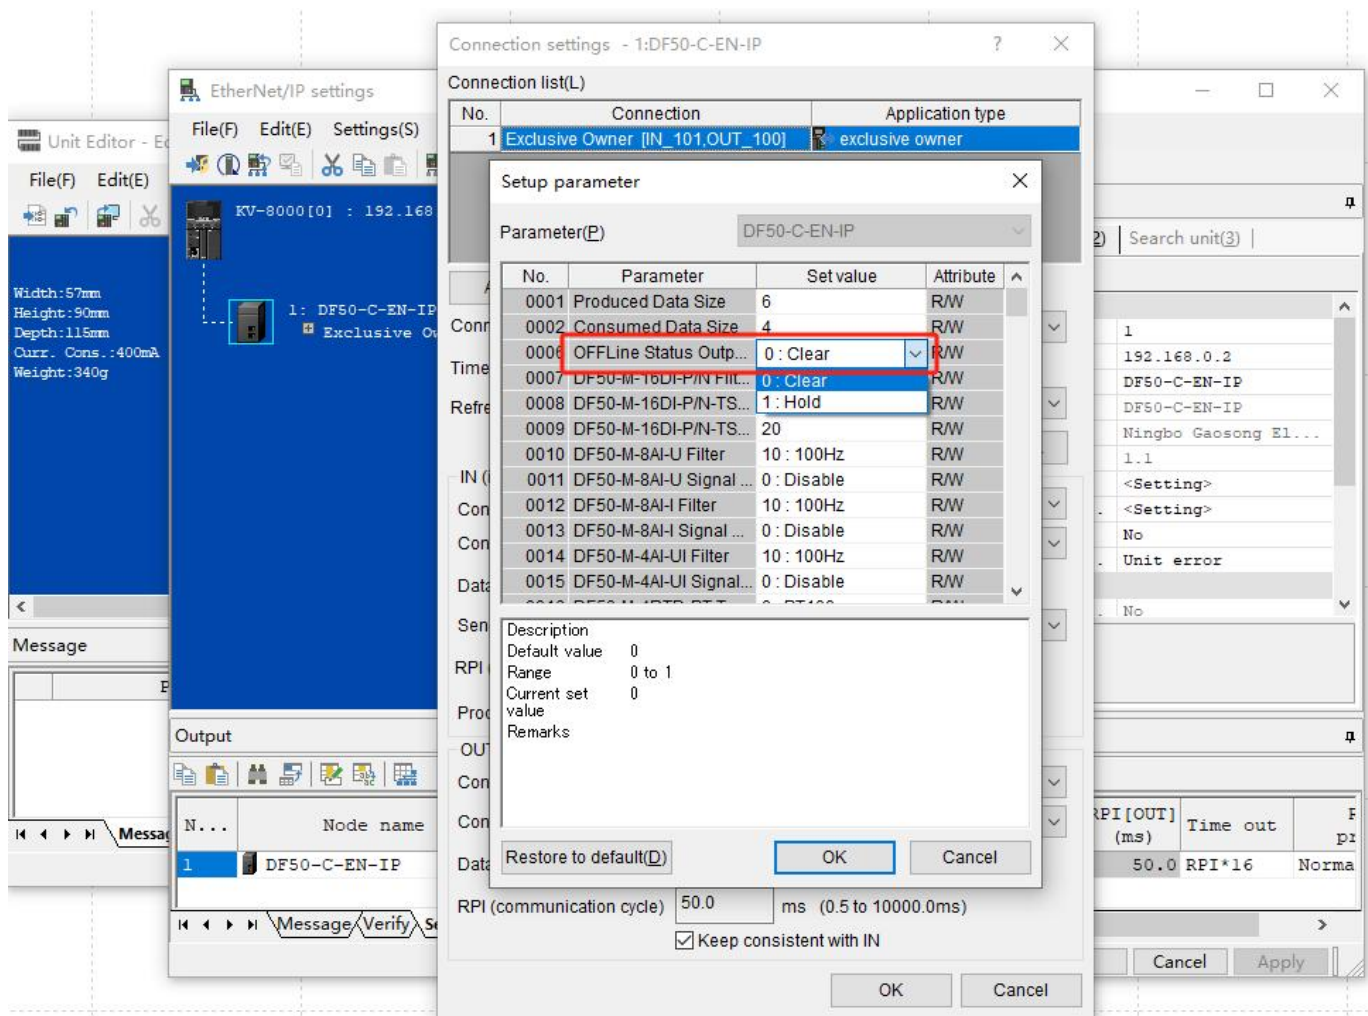 Connection settings - 1:DF50-C-EN-IP
Connection list(L)
No. Connection Application type
1 Exclusive Owner [IN_101,OUT_100] exclusive owner
EtherNet/IP settings
File(F) Edit(E) Settings(S)
KV-8000[0] : 192.168
1: DF50-C-EN-IP
Exclusive
Unit Editor -
File(F) Edit(E)
Width:57mm
Height:90mm
Depth:115mm
Curr. Cons.:400mA
Weight:340g
Message
Setup parameter
Parameter(P) DF50-C-EN-IP
No. Parameter Set value Attribute
0001 Produced Data Size 6 R/W
0002 Consumed Data Size 4 R/W
0006 OFFLine Status Outp... 0 : Clear R/W
0007 DF50-M-16DI-P/N Filt... 0 : Clear R/W
0008 DF50-M-16DI-P/N-TS... 1 : Hold R/W
0009 DF50-M-16DI-P/N-TS... 20 R/W
0010 DF50-M-8AI-U Filter 10 : 100Hz R/W
0011 DF50-M-8AI-U Signal ... 0 : Disable R/W
0012 DF50-M-8AI-I Filter 10 : 100Hz R/W
0013 DF50-M-8AI-I Signal ... 0 : Disable R/W
0014 DF50-M-4AI-UI Filter 10 : 100Hz R/W
0015 DF50-M-4AI-UI Signal... 0 : Disable R/W
Description
Default value 0
Range 0 to 1
Current set value 0
Remarks
Restore to default(D) OK Cancel
Time
IN
RPI
RPI (communication cycle) 50.0 ms (0.5 to 10000.0ms)
Keep consistent with IN
OK Cancel
Search unit(3)
1
192.168.0.2
DF50-C-EN-IP
DF50-C-EN-IP
Ningbo Gaosong El...
1.1
<Setting>
<Setting>
No
Unit error
No
Output
N... Node name
1 DF50-C-EN-IP
Message Verify
RPI[OUT] (ms) Time out
50.0 RPI*16
Cancel Apply